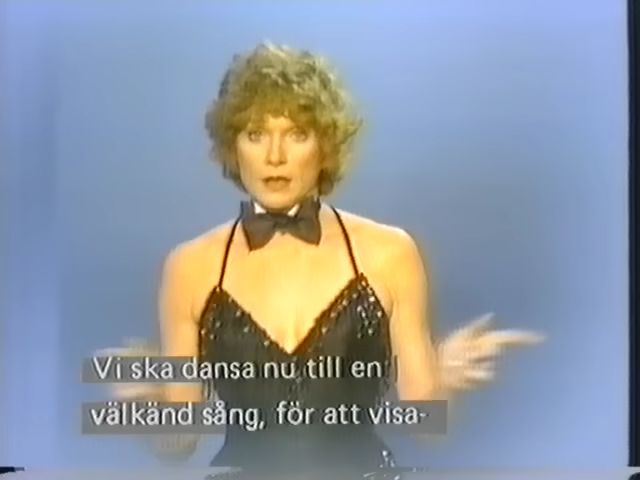 Vi ska dansa nu till en
välkänd sång, för att visa-